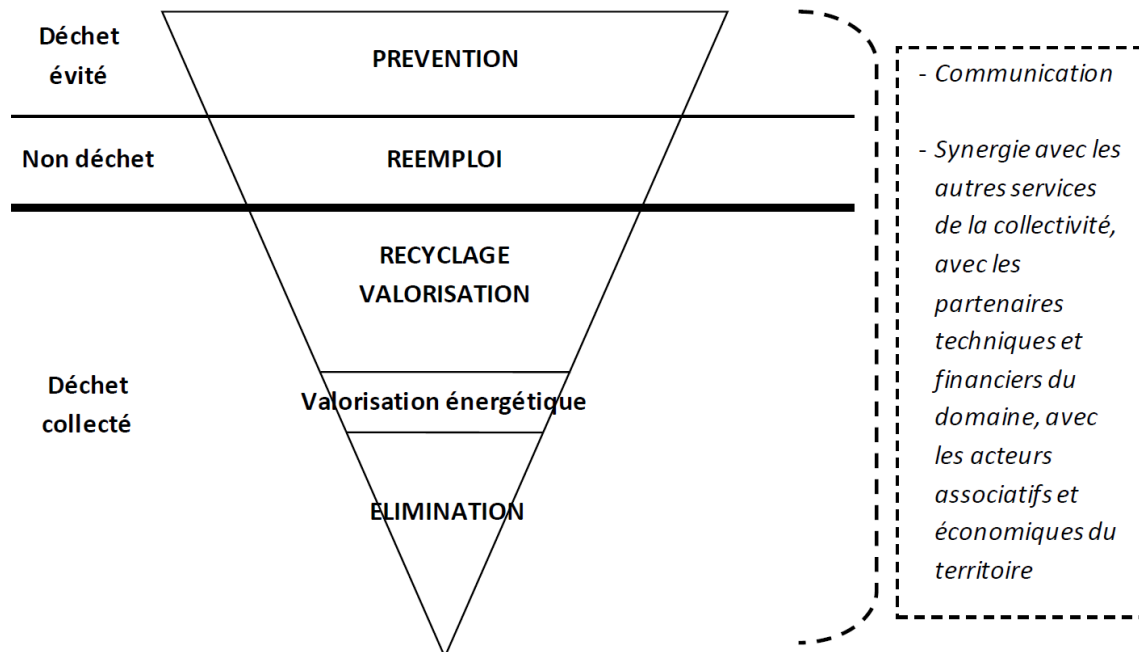 Déchet
évité
PREVENTION
Non déchet
REEMPLOI
RECYCLAGE
VALORISATION
Déchet
collecté
Valorisation énergétique
ELIMINATION
- Communication
- Synergie avec les
autres services
de la collectivité,
avec les
partenaires
techniques et
financiers du
domaine, avec
les acteurs
associatifs et
économiques du
territoire